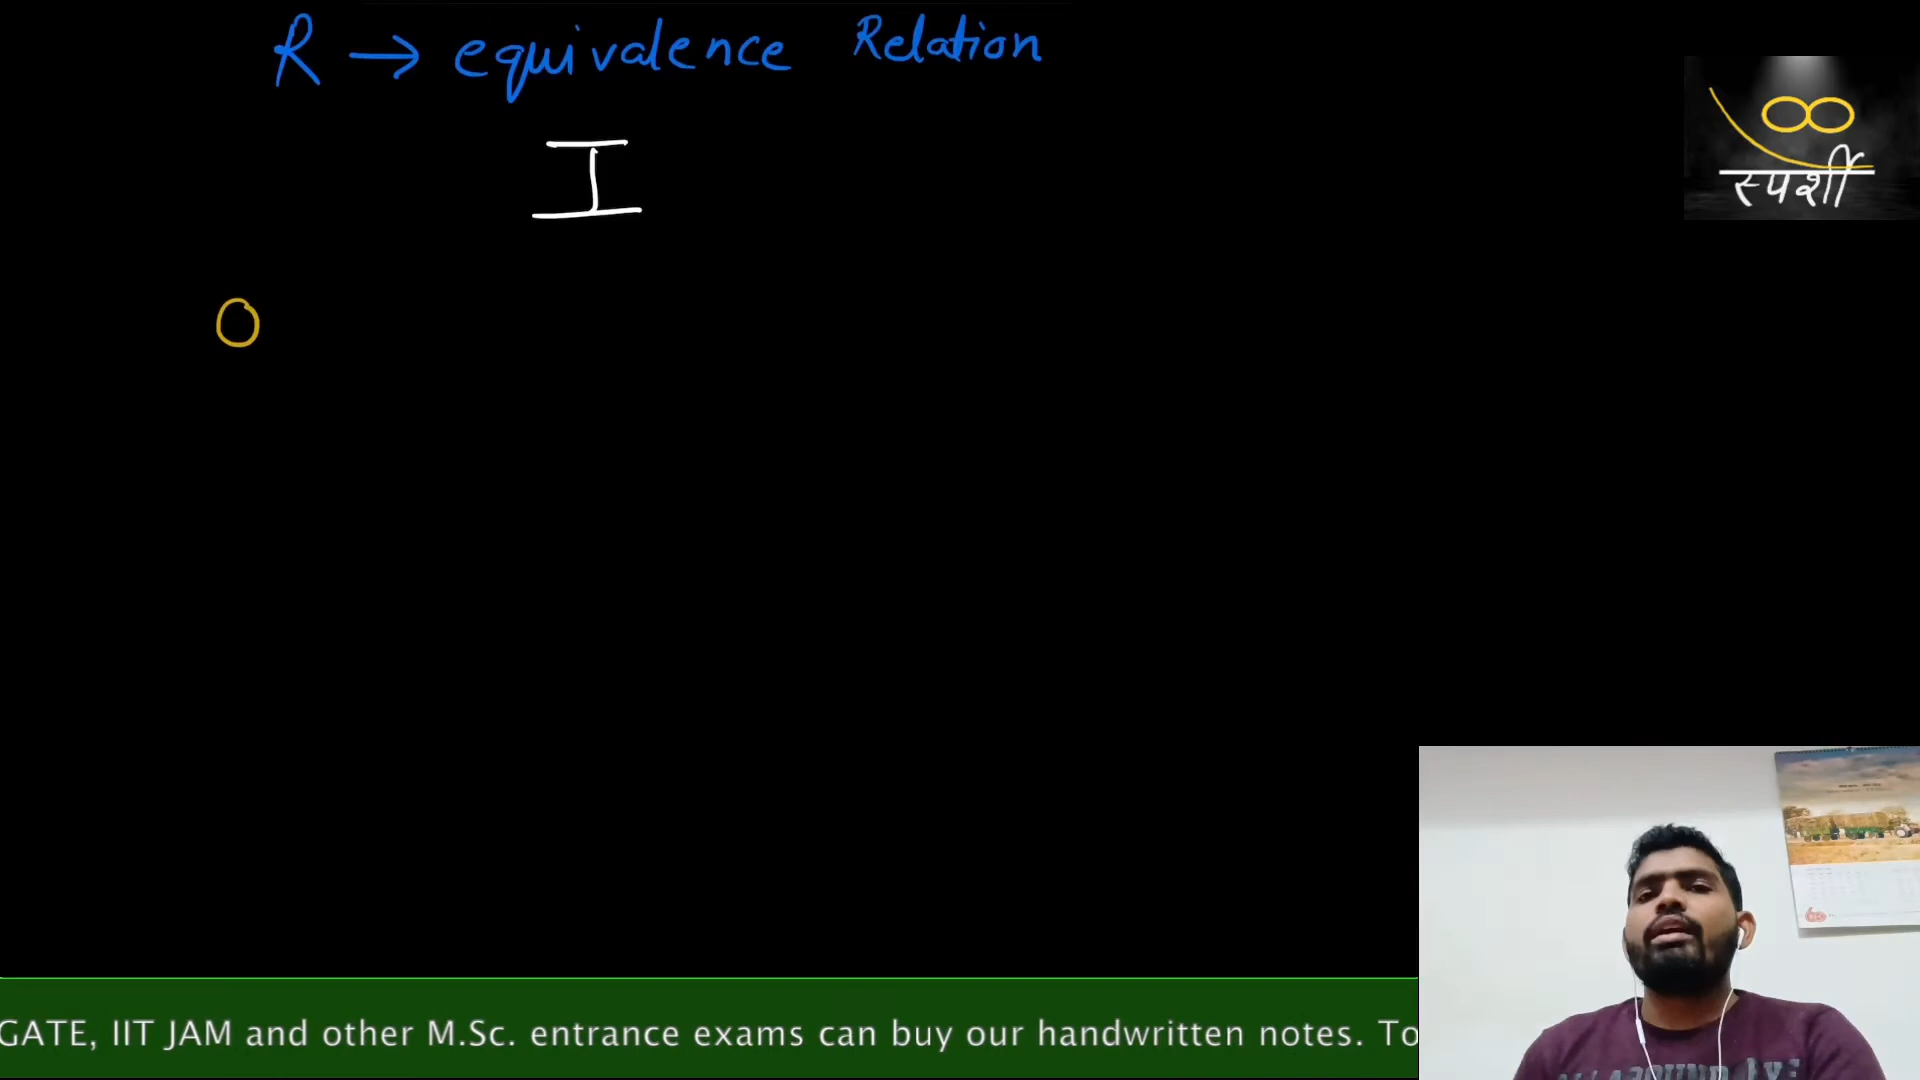 R → equivalence Relation
स्पर्शी
I
O
GATE, IIT JAM and other M.Sc. entrance exams can buy our handwritten notes. To